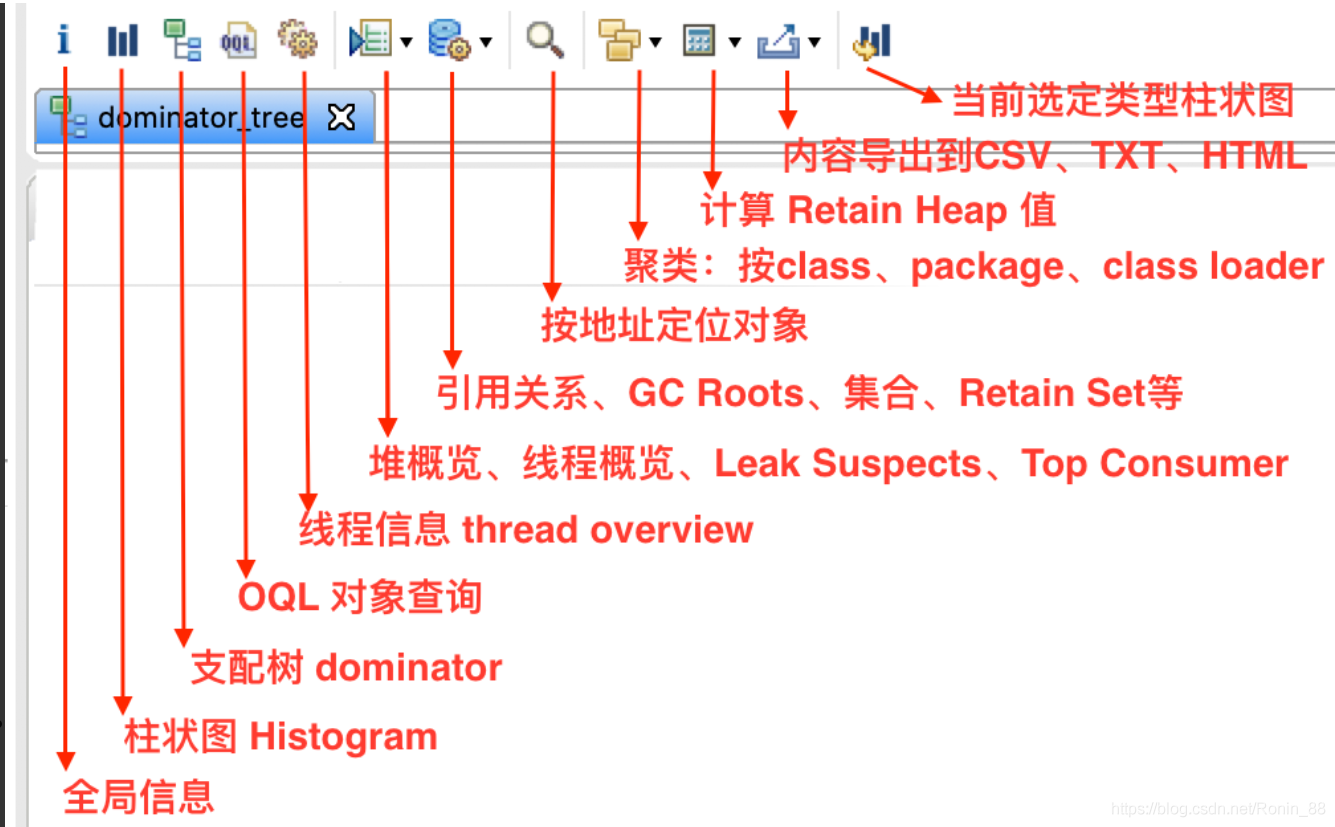 OQL
dominator_tree
当前选定类型柱状图
内容导出到CSV、TXT、HTML
计算 Retain Heap 值
聚类：按class、package、class loader
按地址定位对象
引用关系、GC Roots、集合、Retain Set等
堆概览、线程概览、Leak Suspects、Top Consumer
线程信息 thread overview
OQL 对象查询
支配树 dominator
柱状图 Histogram
全局信息
https://blog.csdn.net/Ronin_88